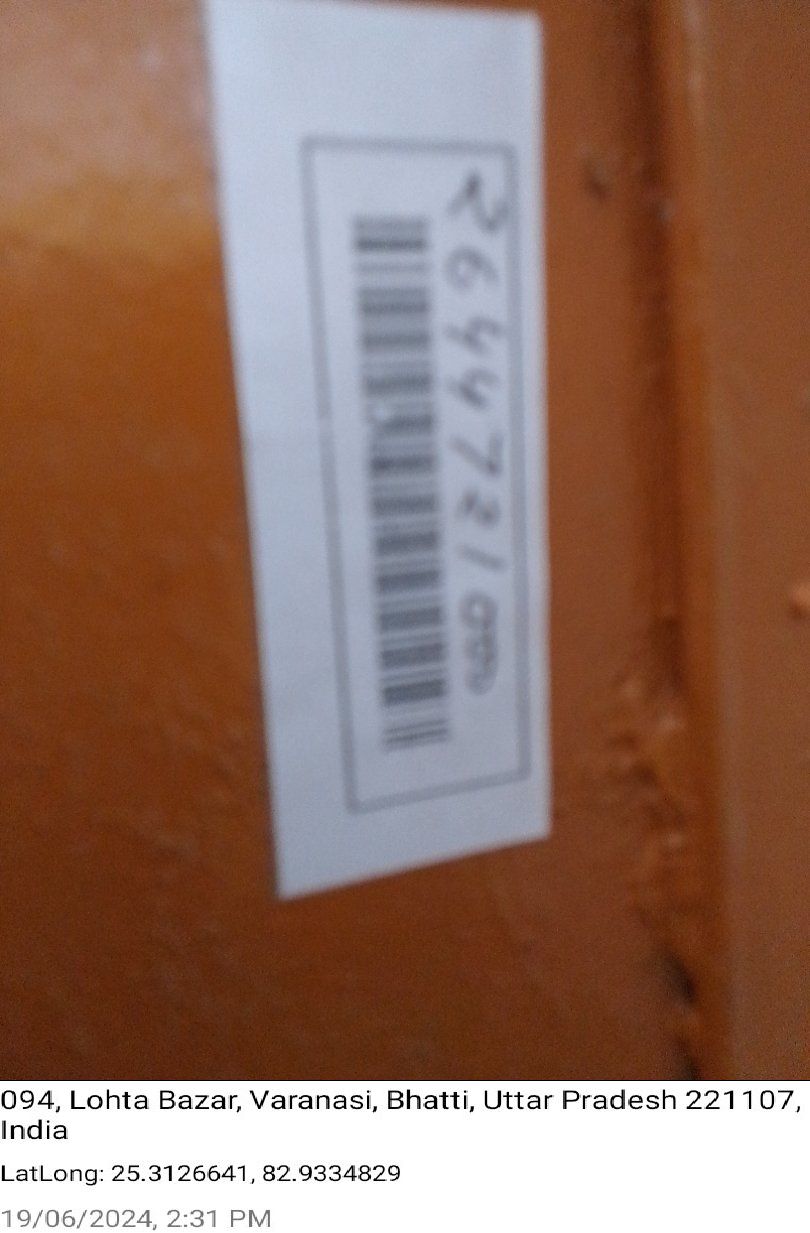 2644721000
094, Lohta Bazar, Varanasi, Bhatti, Uttar Pradesh 221107,
India
LatLong: 25.3126641, 82.9334829
19/06/2024, 2:31 PM